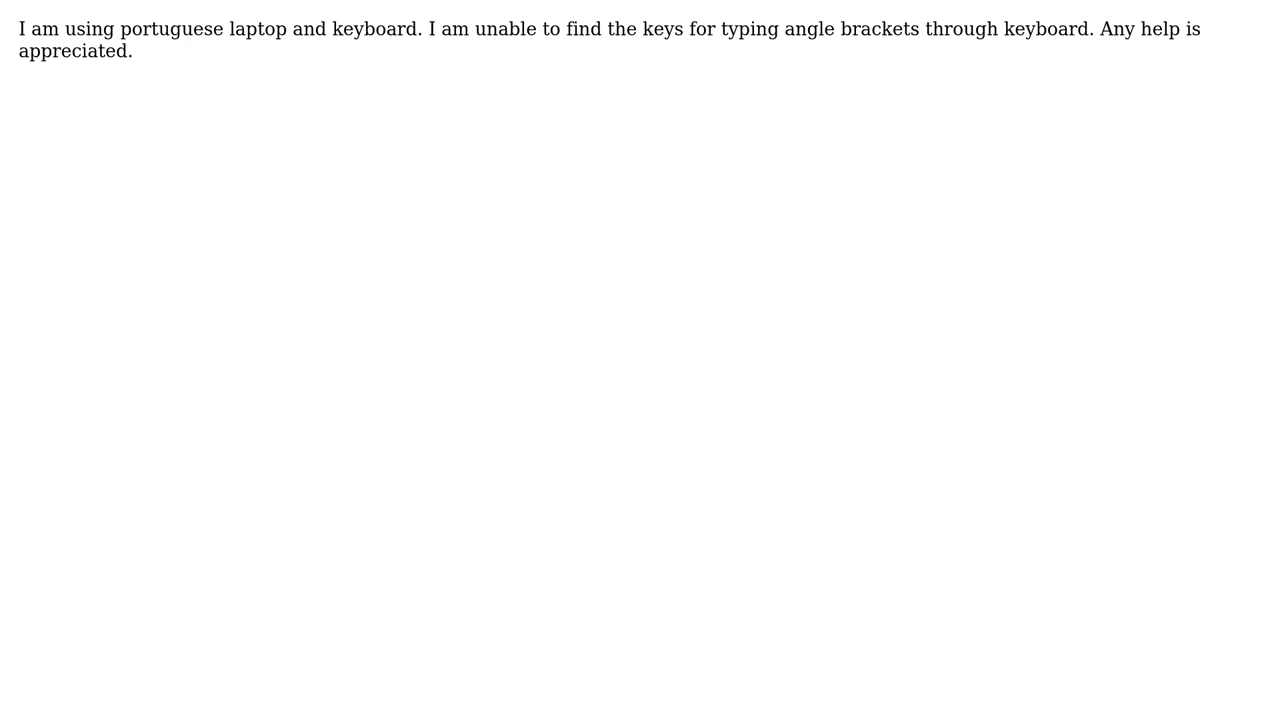 I am using portuguese laptop and keyboard. I am unable to find the keys for typing angle brackets through keyboard. Any help is
appreciated.